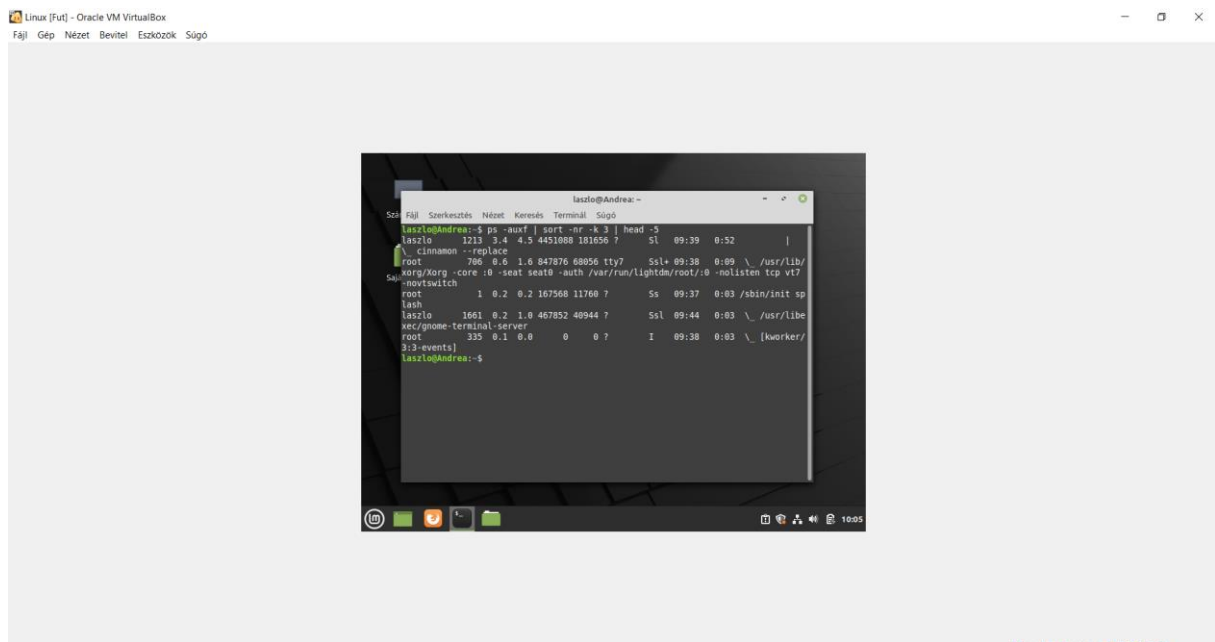 Linux [Fut] - Oracle VM VirtualBox
Fájl Gép Nézet Bevitel Eszközök Súgó
laszlo@Andrea: ~
Fájl Szerkesztés Nézet Keresés Terminál Súgó
laszlo@Andrea:~$ ps -auxf | sort -nr -k 3 | head -5
laszlo 1213 3.4 4.5 4451088 181656 ? Sl 09:39 0:52 |
\_ cinnamon --replace
root 706 0.6 1.6 847876 68056 tty7 Ssl+ 09:38 0:09 \_ /usr/lib/
xorg/Xorg -core :0 -seat seat0 -auth /var/run/lightdm/root/:0 -nolisten tcp vt7
-novtswitch
root 1 0.2 0.2 167568 11760 ? Ss 09:37 0:03 /sbin/init sp
lash
laszlo 1661 0.2 1.0 467852 40944 ? Ssl 09:44 0:03 \_ /usr/libe
xec/gnome-terminal-server
root 335 0.1 0.0 0 0 ? I 09:38 0:03 \_ [kworker/
3:3-events]
laszlo@Andrea:~$
10:05